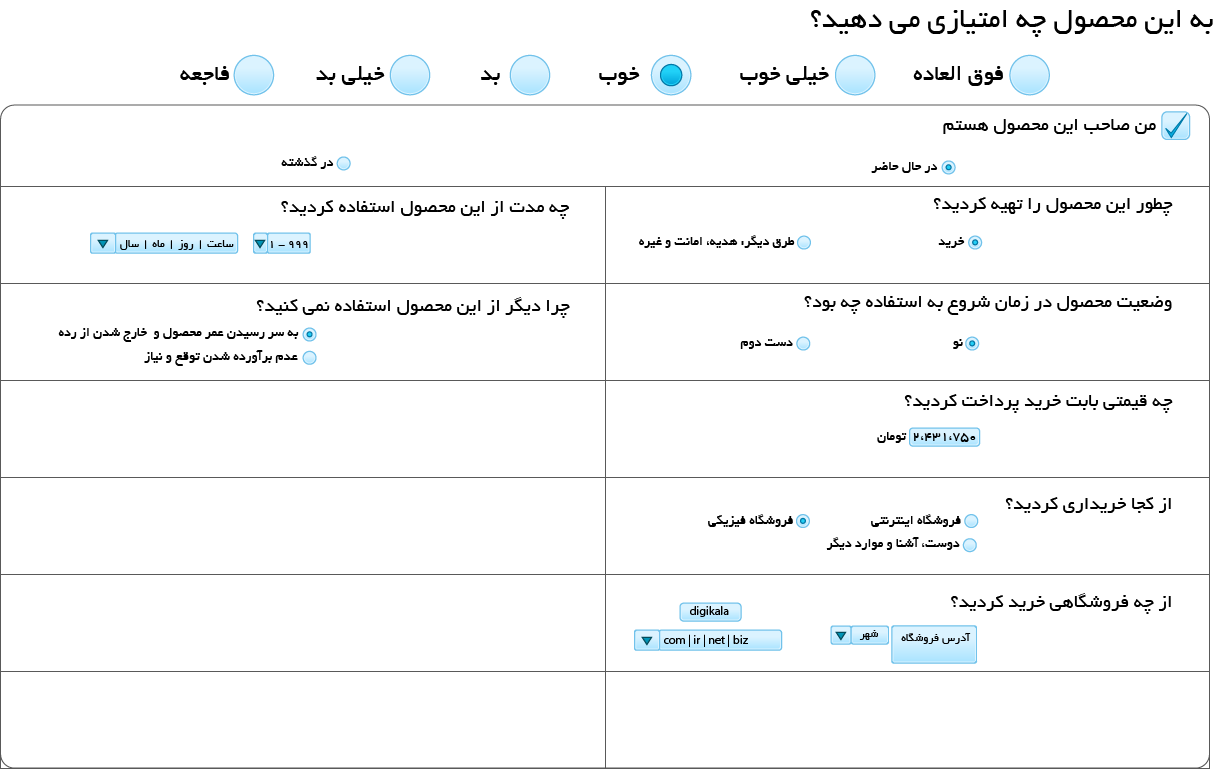 به این محصول چه امتیازی می دهید؟
فوق العاده
خیلی خوب
خوب
بد
خیلی بد
فاجعه
من صاحب این محصول هستم
در حال حاضر
در گذشته
چطور این محصول را تهیه کردید؟
خرید
طرق دیگر؛ هدیه، امانت و غیره
چه مدت از این محصول استفاده کردید؟
۹۹۹ - ۱
ساعت | روز | ماه | سال
وضعیت محصول در زمان شروع به استفاده چه بود؟
نو
دست دوم
چرا دیگر از این محصول استفاده نمی کنید؟
به سر رسیدن عمر محصول و خارج شدن از رده
عدم برآورده شدن توقع و نیاز
چه قیمتی بابت خرید پرداخت کردید؟
۲،۴۳۱،۷۵۰ تومان
از کجا خریداری کردید؟
فروشگاه اینترنتی
فروشگاه فیزیکی
دوست، آشنا و موارد دیگر
از چه فروشگاهی خرید کردید؟
آدرس فروشگاه
شهر
digikala
com | ir | net | biz